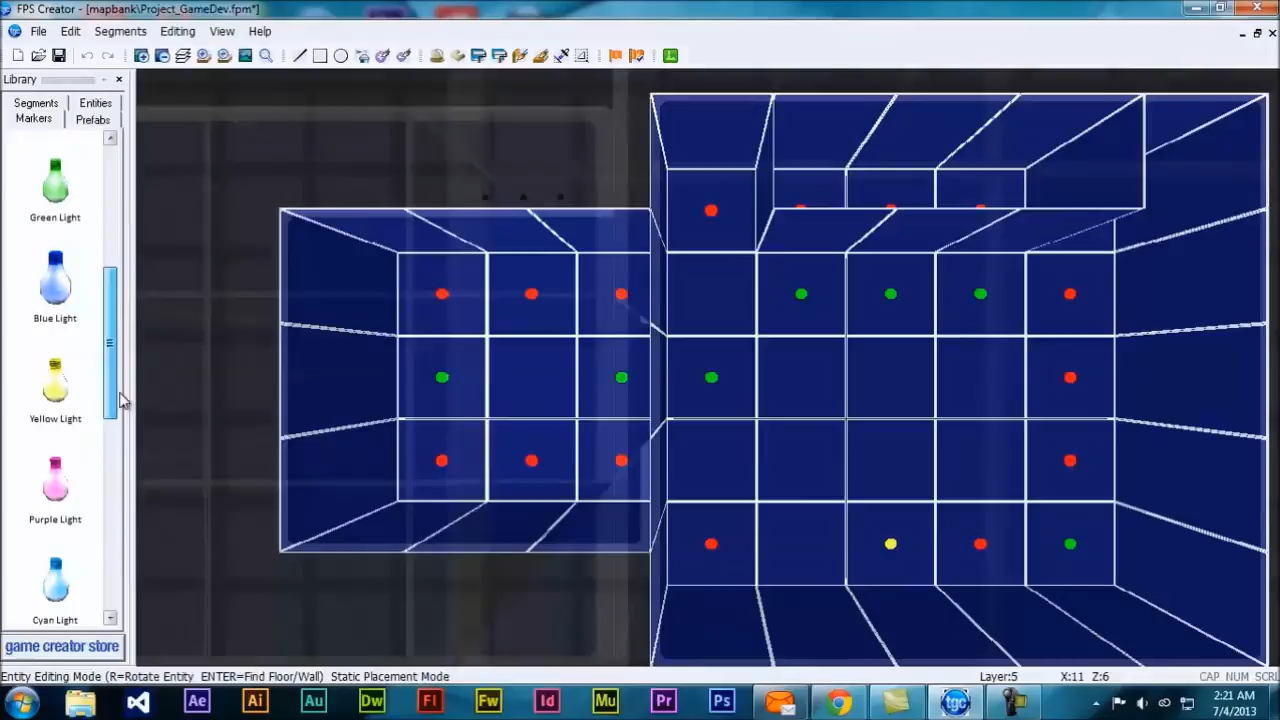 FPS Creator - [mapbank\Project_GameDev.fpm*]
File Edit Segments Editing View Help
Library
Segments Entities
Markers Prefabs
Green Light
Blue Light
Yellow Light
Purple Light
Cyan Light
game creator store
Entity Editing Mode (R=Rotate Entity ENTER=Find Floor/Wall) Static Placement Mode
Layer:5 X:11 Z:6 CAP NUM SCRL
Ae Ai Au Dw Fl Fw Id Mu Pr Ps tgc
2:21 AM
7/4/2013